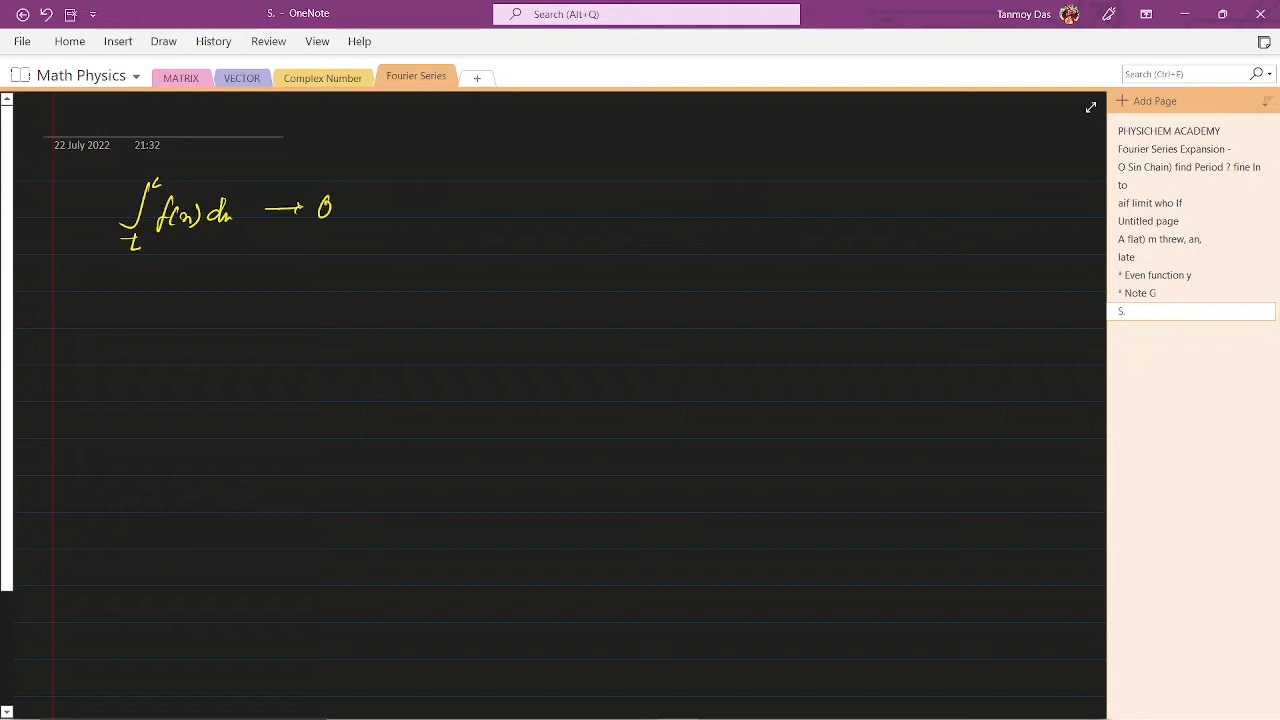 S. - OneNote
Search (Alt+Q)
Tanmoy Das
File Home Insert Draw History Review View Help
Math Physics MATRIX VECTOR Complex Number Fourier Series +
Search (Ctrl+E)
Add Page
22 July 2022 21:32
∫_{-L}^{L} f(x) dx → 0
PHYSICHEM ACADEMY
Fourier Series Expansion -
O Sin Chain) find Period ? fine In
to
aif limit who If
Untitled page
A flat) m threw, an,
late
* Even function y
* Note G
S.